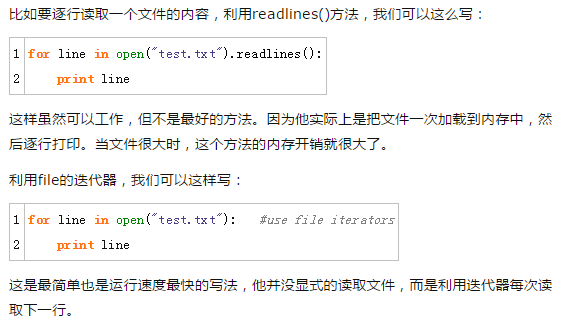 比如要逐行读取一个文件的内容，利用readlines()方法，我们可以这么写：
1 for line in open("test.txt").readlines():
2     print line
这样虽然可以工作，但不是最好的方法。因为他实际上是把文件一次加载到内存中，然
后逐行打印。当文件很大时，这个方法的内存开销就很大了。
利用file的迭代器，我们可以这样写：
1 for line in open("test.txt"):   #use file iterators
2     print line
这是最简单也是运行速度最快的写法，他并没显式的读取文件，而是利用迭代器每次读
取下一行。